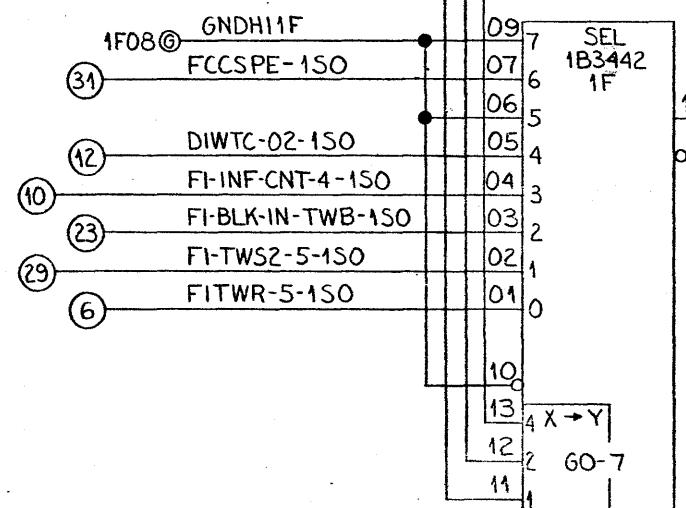 GNDHI1F 09 7 SEL
1F08 G 1B3442
31 FCCSPE-1SO 07 6 1F
06 5
12 DIWTC-02-1SO 05 4
10 FI-INF-CNT-4-1SO 04 3
23 FI-BLK-IN-TWB-1SO 03 2
29 FI-TWS2-5-1SO 02 1
6 FITWR-5-1SO 01 0
10
13 4 X→Y
12 2 GO-7
11 1